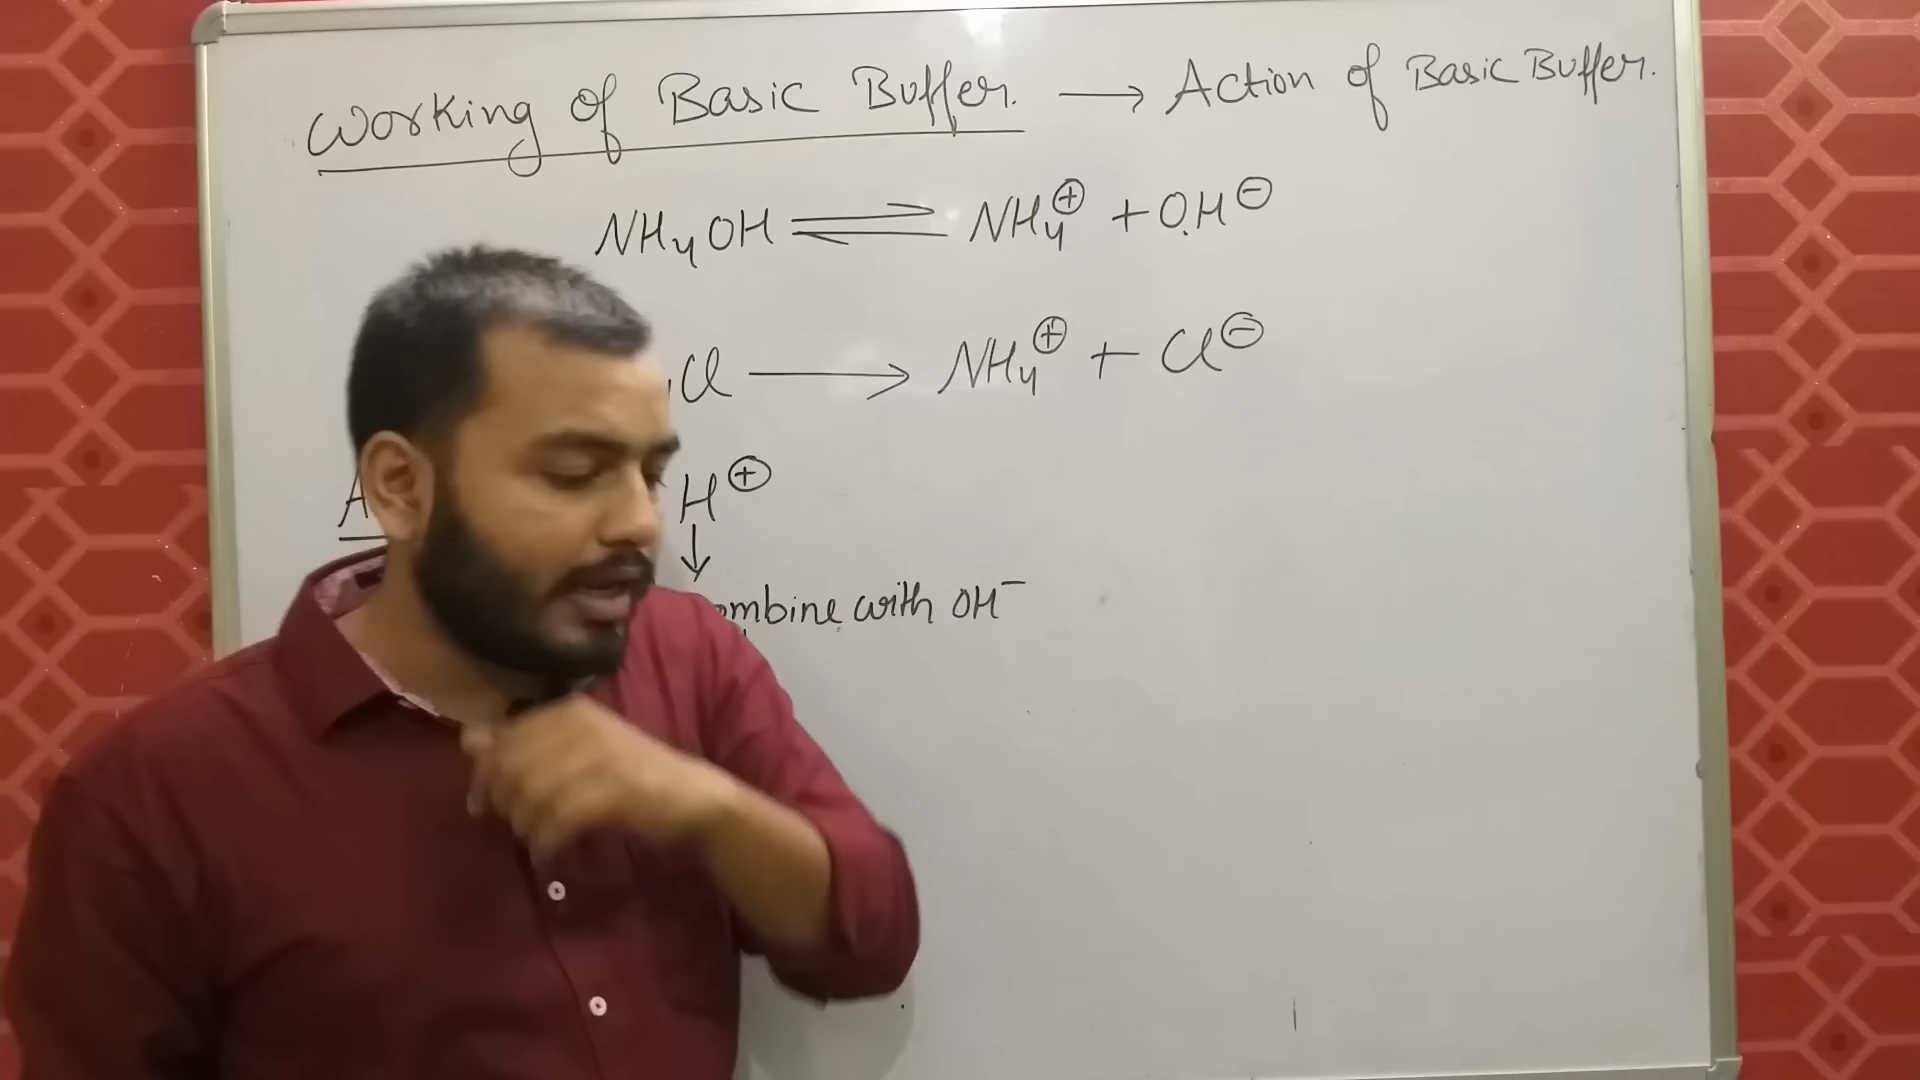 Working of Basic Buffer. → Action of Basic Buffer.
NH4OH ⇌ NH4⊕ + OH⊖
Cl → NH4⊕ + Cl⊖
H⊕
↓
ombine with OH−